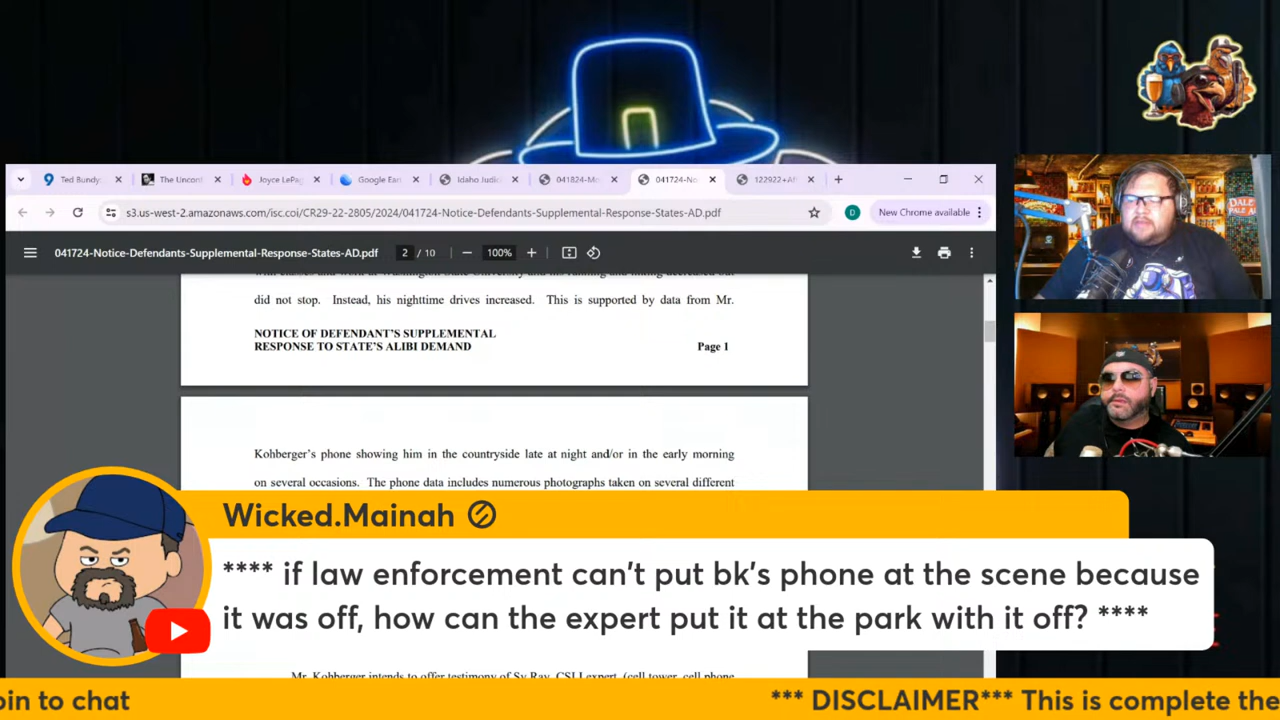 Ted Bundy
The Uncont
Joyce LePa
Google Ear
Idaho Judic
041824-Mo
041724-No
122922+Af
s3.us-west-2.amazonaws.com/isc.coi/CR29-22-2805/2024/041724-Notice-Defendants-Supplemental-Response-States-AD.pdf
D
New Chrome available
041724-Notice-Defendants-Supplemental-Response-States-AD.pdf
2 / 10
100%
did not stop. Instead, his nighttime drives increased. This is supported by data from Mr.
NOTICE OF DEFENDANT'S SUPPLEMENTAL
RESPONSE TO STATE'S ALIBI DEMAND
Page 1
Kohberger's phone showing him in the countryside late at night and/or in the early morning
on several occasions. The phone data includes numerous photographs taken on several different
Wicked.Mainah
**** if law enforcement can't put bk's phone at the scene because
it was off, how can the expert put it at the park with it off? ****
Mr. Kohberger intends to offer testimony of Sy Ray, CSLI expert, (cell tower, cell phone
oin to chat
*** DISCLAIMER*** This is complete the
DALE'S
PALE A